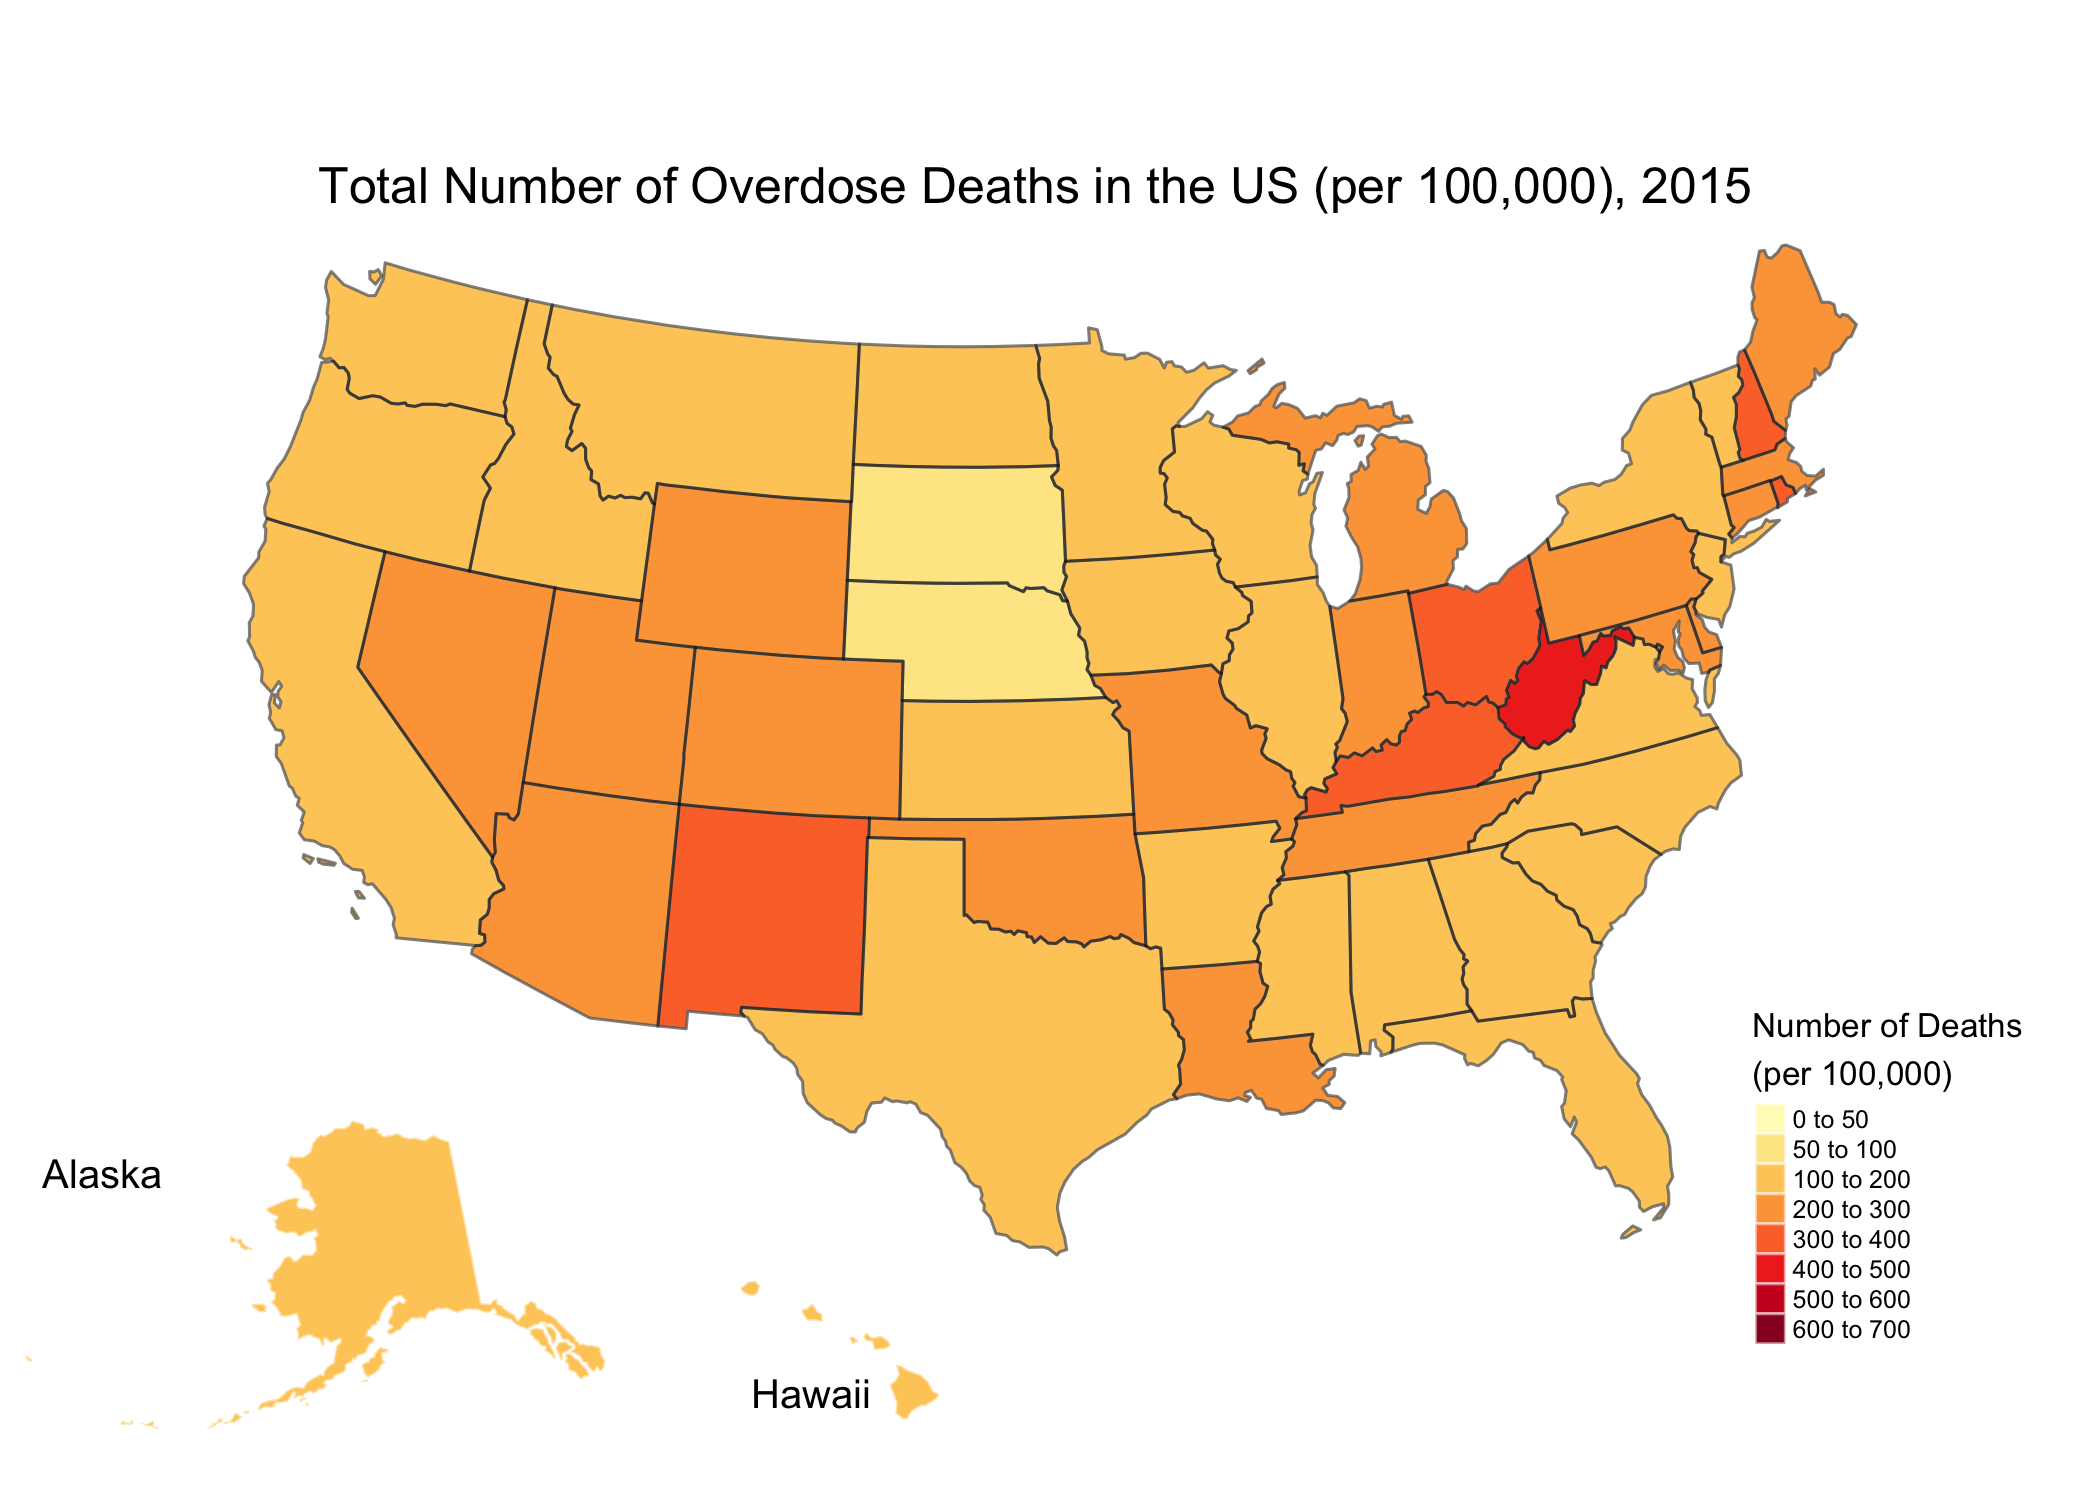 Total Number of Overdose Deaths in the US (per 100,000), 2015
Number of Deaths
(per 100,000)
0 to 50
50 to 100
100 to 200
200 to 300
300 to 400
400 to 500
500 to 600
600 to 700
Alaska
Hawaii